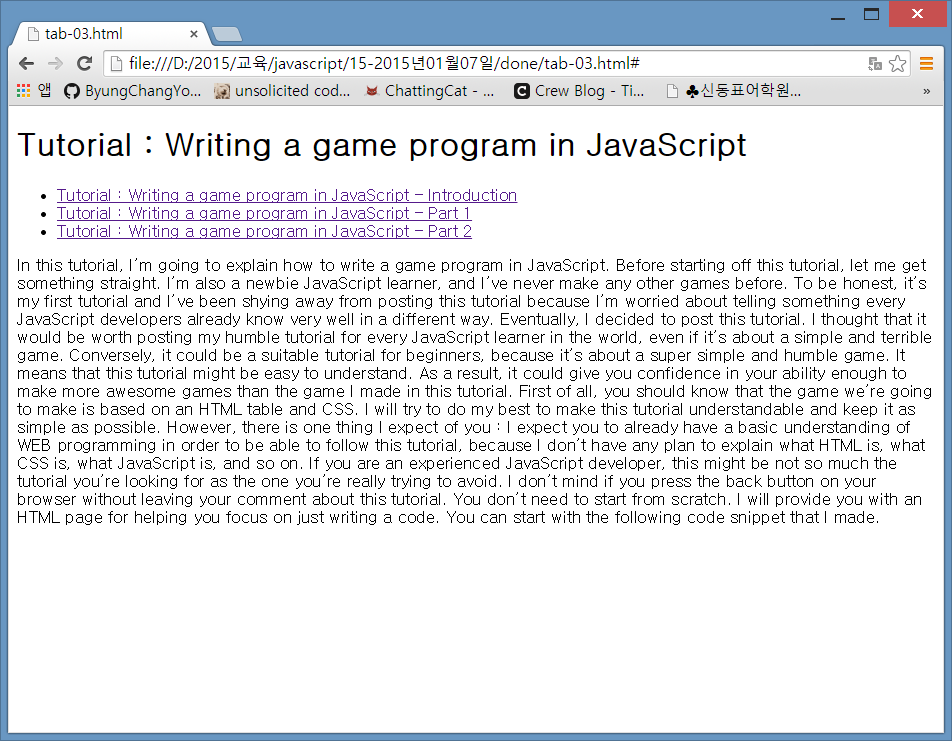 tab-03.html
file:///D:/2015/교육/javascript/15-2015년01월07일/done/tab-03.html#
앱 ByungChangYo... unsolicited cod... ChattingCat - ... Crew Blog - Ti... ♣신동표어학원... »
Tutorial : Writing a game program in JavaScript
• Tutorial : Writing a game program in JavaScript - Introduction
• Tutorial : Writing a game program in JavaScript - Part 1
• Tutorial : Writing a game program in JavaScript - Part 2
In this tutorial, I'm going to explain how to write a game program in JavaScript. Before starting off this tutorial, let me get
something straight. I'm also a newbie JavaScript learner, and I've never make any other games before. To be honest, it's
my first tutorial and I've been shying away from posting this tutorial because I'm worried about telling something every
JavaScript developers already know very well in a different way. Eventually, I decided to post this tutorial. I thought that it
would be worth posting my humble tutorial for every JavaScript learner in the world, even if it's about a simple and terrible
game. Conversely, it could be a suitable tutorial for beginners, because it's about a super simple and humble game. It
means that this tutorial might be easy to understand. As a result, it could give you confidence in your ability enough to
make more awesome games than the game I made in this tutorial. First of all, you should know that the game we're going
to make is based on an HTML table and CSS. I will try to do my best to make this tutorial understandable and keep it as
simple as possible. However, there is one thing I expect of you : I expect you to already have a basic understanding of
WEB programming in order to be able to follow this tutorial, because I don't have any plan to explain what HTML is, what
CSS is, what JavaScript is, and so on. If you are an experienced JavaScript developer, this might be not so much the
tutorial you're looking for as the one you're really trying to avoid. I don't mind if you press the back button on your
browser without leaving your comment about this tutorial. You don't need to start from scratch. I will provide you with an
HTML page for helping you focus on just writing a code. You can start with the following code snippet that I made.